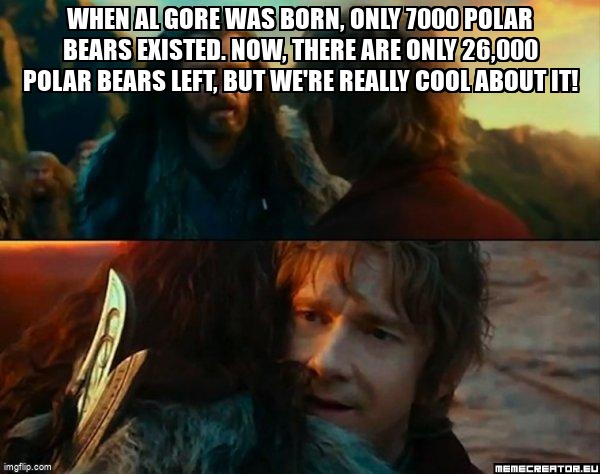 WHEN AL GORE WAS BORN, ONLY 7000 POLAR
BEARS EXISTED. NOW, THERE ARE ONLY 26,000
POLAR BEARS LEFT, BUT WE'RE REALLY COOL ABOUT IT!
imgflip.com
MEMECREATOR.EU